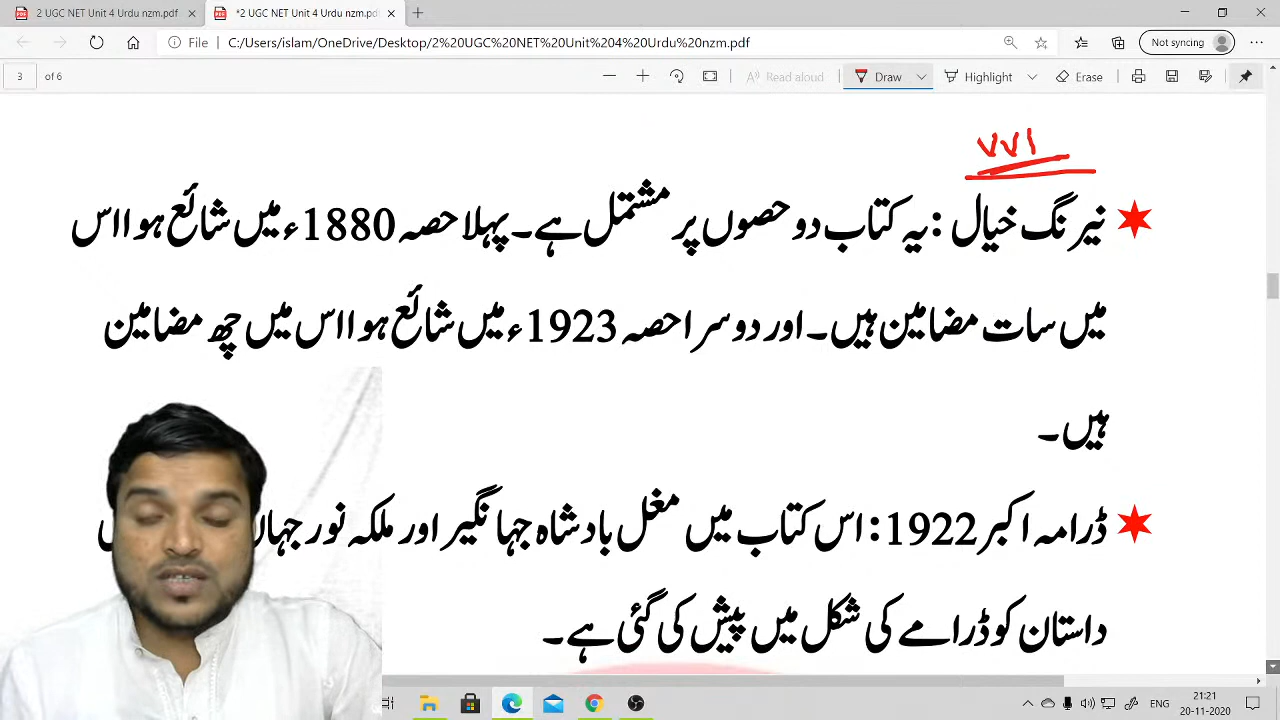 2 UGC NET Unit 4 Urdu nzm.pdf
*2 UGC NET Unit 4 Urdu nzm.pdf
File
C:/Users/islam/OneDrive/Desktop/2%20UGC%20NET%20Unit%204%20Urdu%20nzm.pdf
Not syncing
3 of 6
Read aloud
Draw
Highlight
Erase
VVI
نیرنگ خیال : یہ کتاب دو حصوں پر مشتمل ہے۔ پہلا حصہ 1880ء میں شائع ہوا اس
میں سات مضامین ہیں۔ اور دوسرا حصہ 1923ء میں شائع ہوا اس میں چھ مضامین
ہیں۔
ڈرامہ اکبر 1922: اس کتاب میں مغل بادشاہ جہانگیر اور ملکہ نور جہاں
داستان کو ڈرامے کی شکل میں پیش کی گئی ہے۔
ENG
21:21
20-11-2020